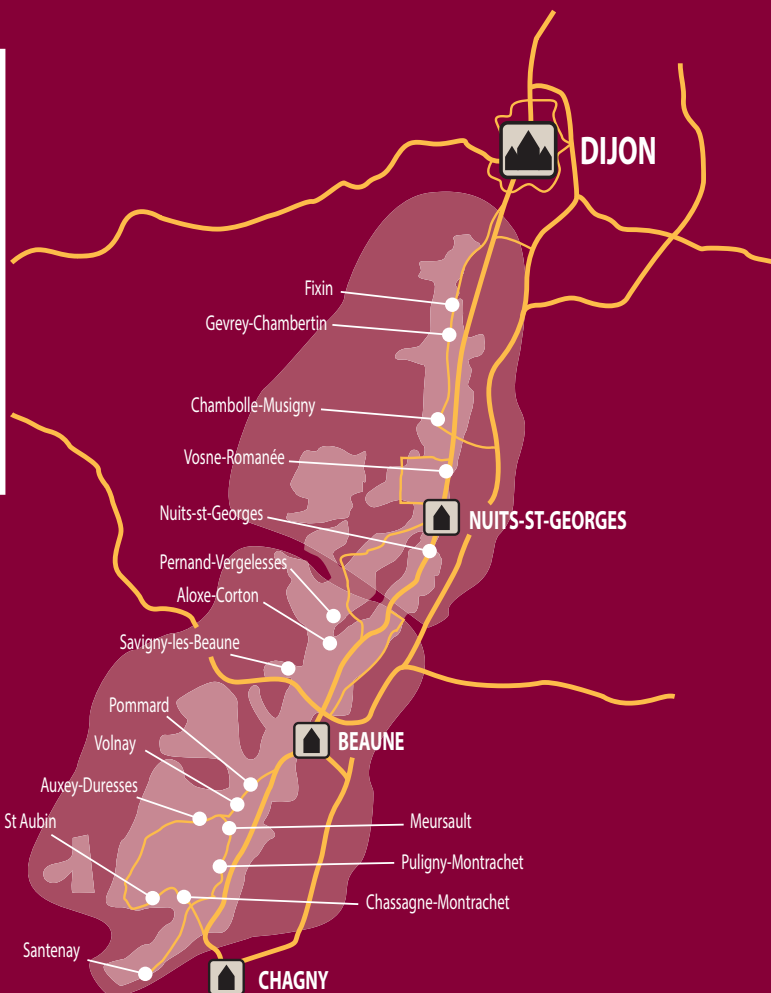 DIJON
Fixin
Gevrey-Chambertin
Chambolle-Musigny
Vosne-Romanée
Nuits-st-Georges
NUITS-ST-GEORGES
Pernand-Vergelesses
Aloxe-Corton
Savigny-les-Beaune
Pommard
BEAUNE
Volnay
Auxey-Duresses
St Aubin
Meursault
Puligny-Montrachet
Chassagne-Montrachet
Santenay
CHAGNY